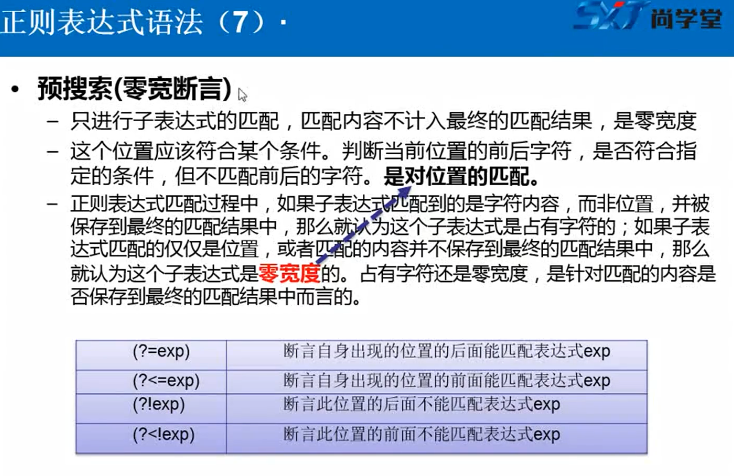 正则表达式语法（7）·
SXT 尚学堂
• 预搜索(零宽断言)
– 只进行子表达式的匹配，匹配内容不计入最终的匹配结果，是零宽度
– 这个位置应该符合某个条件。判断当前位置的前后字符，是否符合指
定的条件，但不匹配前后的字符。是对位置的匹配。
– 正则表达式匹配过程中，如果子表达式匹配到的是字符内容，而非位置，并被
保存到最终的匹配结果中，那么就认为这个子表达式是占有字符的；如果子表
达式匹配的仅仅是位置，或者匹配的内容并不保存到最终的匹配结果中，那么
就认为这个子表达式是零宽度的。占有字符还是零宽度，是针对匹配的内容是
否保存到最终的匹配结果中而言的。
(?=exp) 断言自身出现的位置的后面能匹配表达式exp
(?<=exp) 断言自身出现的位置的前面能匹配表达式exp
(?!exp) 断言此位置的后面不能匹配表达式exp
(?<!exp) 断言此位置的前面不能匹配表达式exp